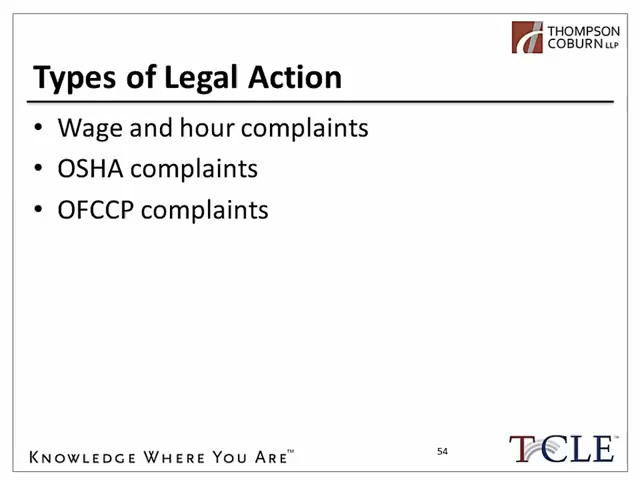 THOMPSON
COBURN LLP
Types of Legal Action
• Wage and hour complaints
• OSHA complaints
• OFCCP complaints
KNOWLEDGE WHERE YOU ARE™
54
TCLE™